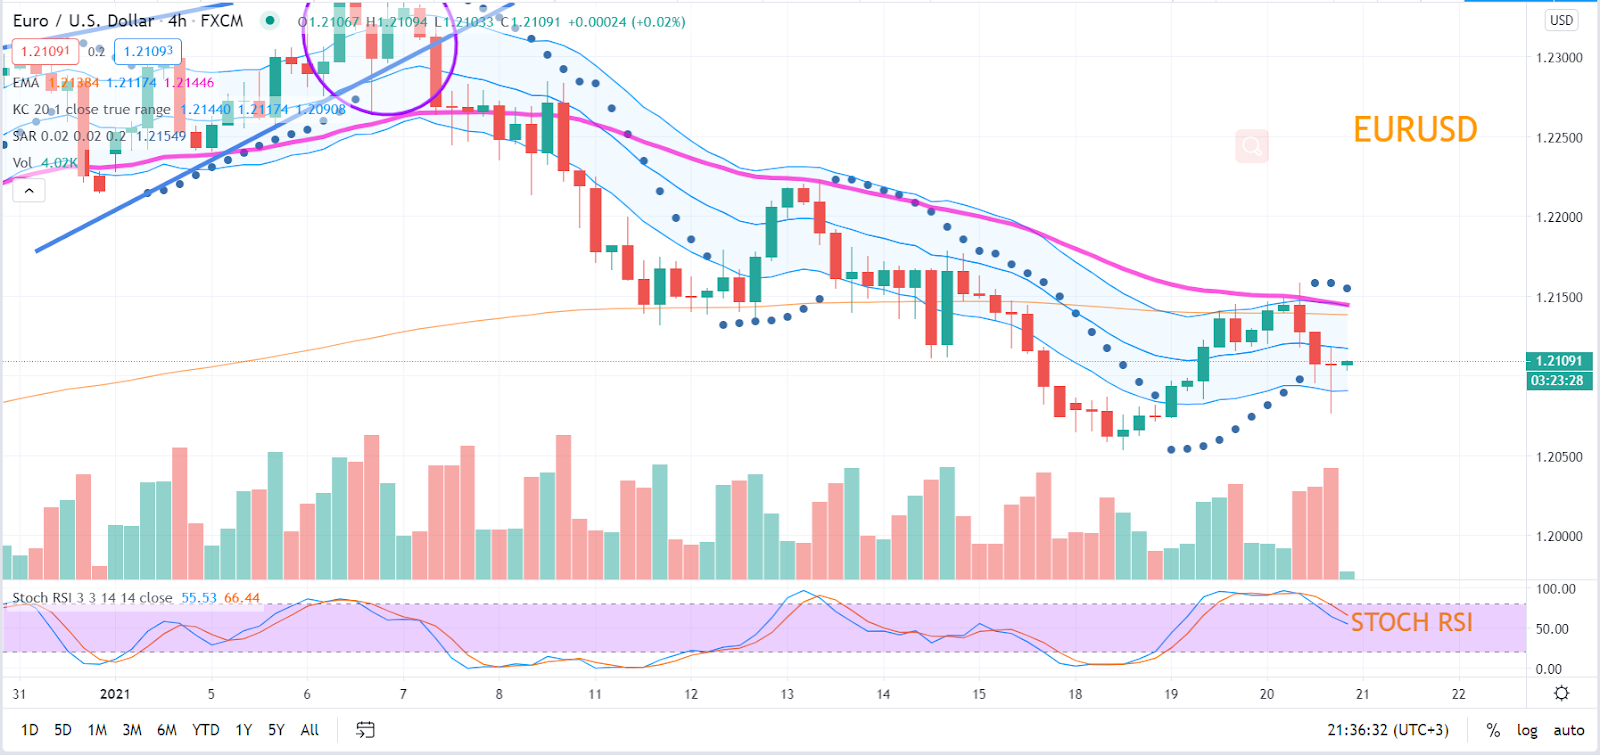 Euro / U.S. Dollar · 4h · FXCM O1.21067 H1.21094 L1.21033 C1.21091 +0.00024 (+0.02%)
USD
1.21091 0.2 1.21093
EMA 1.21384 1.21174 1.21446
KC 20 1 close true range 1.21440 1.21174 1.20908
SAR 0.02 0.02 0.2 1.21549
Vol 4.02K
EURUSD
1.23000
1.22500
1.22000
1.21500
1.21091
03:23:28
1.20500
1.20000
Stoch RSI 3 3 14 14 close 55.53 66.44
STOCH RSI
100.00
50.00
0.00
31 2021 5 6 7 8 11 12 13 14 15 18 19 20 21 22
1D 5D 1M 3M 6M YTD 1Y 5Y All 21:36:32 (UTC+3) % log auto